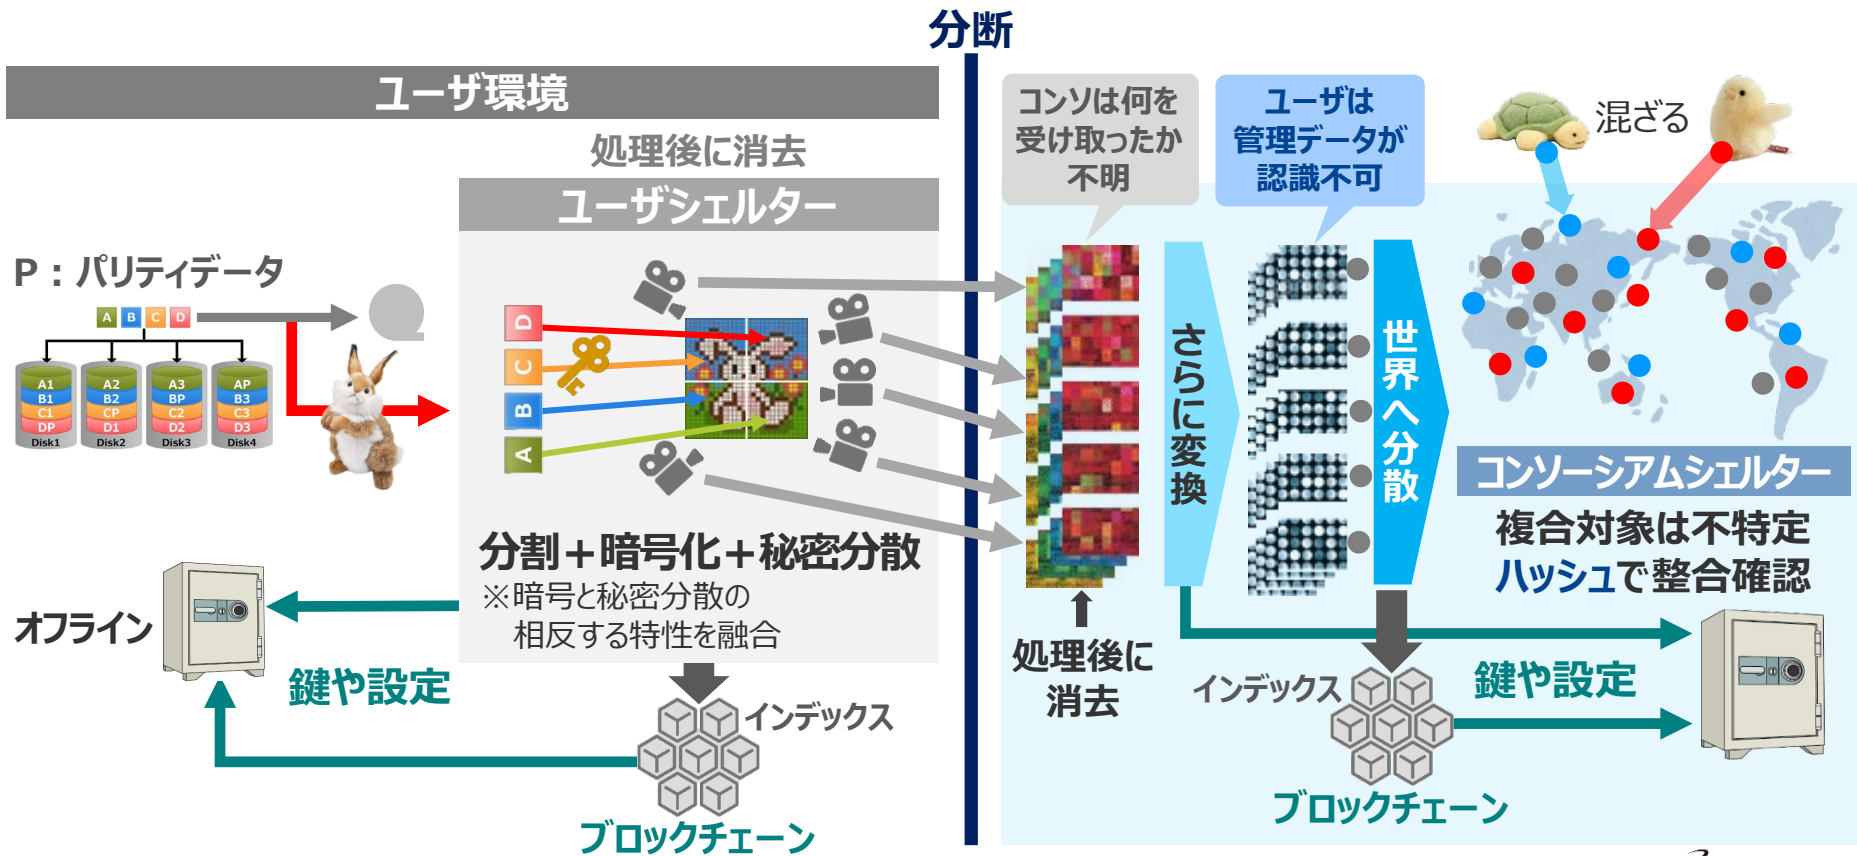 分断
ユーザ環境
処理後に消去
ユーザシェルター
P：パリティデータ
A B C D
A1 A2 A3 AP
B1 B2 BP B3
C1 CP C2 C3
DP D1 D2 D3
Disk1 Disk2 Disk3 Disk4
D
C
B
A
分割＋暗号化＋秘密分散
※暗号と秘密分散の
相反する特性を融合
オフライン
鍵や設定
インデックス
ブロックチェーン
コンソは何を
受け取ったか
不明
ユーザは
管理データが
認識不可
混ざる
さらに変換
世界へ分散
コンソーシアムシェルター
複合対象は不特定
ハッシュで整合確認
処理後に
消去
インデックス
鍵や設定
ブロックチェーン